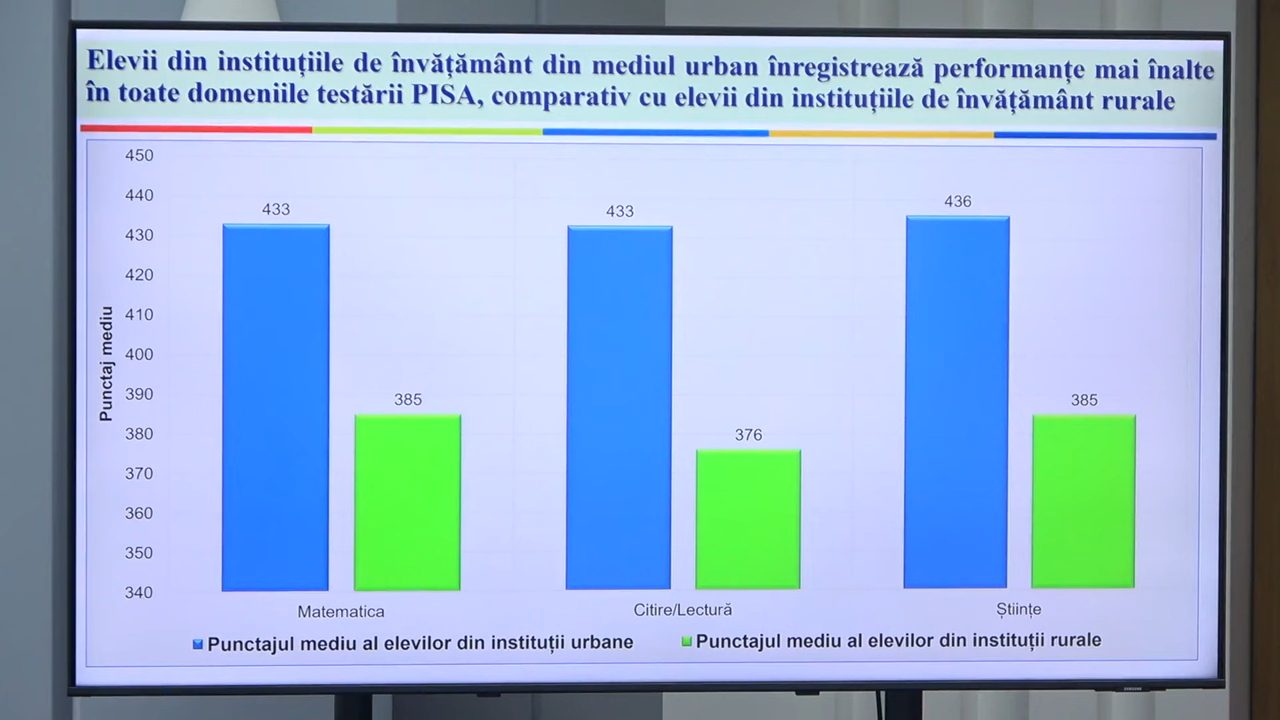 Elevii din instituțiile de învățământ din mediul urban înregistrează performanțe mai înalte
în toate domeniile testării PISA, comparativ cu elevii din instituțiile de învățământ rurale
Punctaj mediu
450
440
430
420
410
400
390
380
370
360
350
340
433
385
433
376
436
385
Matematica
Citire/Lectură
Științe
Punctajul mediu al elevilor din instituții urbane
Punctajul mediu al elevilor din instituții rurale
SAMSUNG